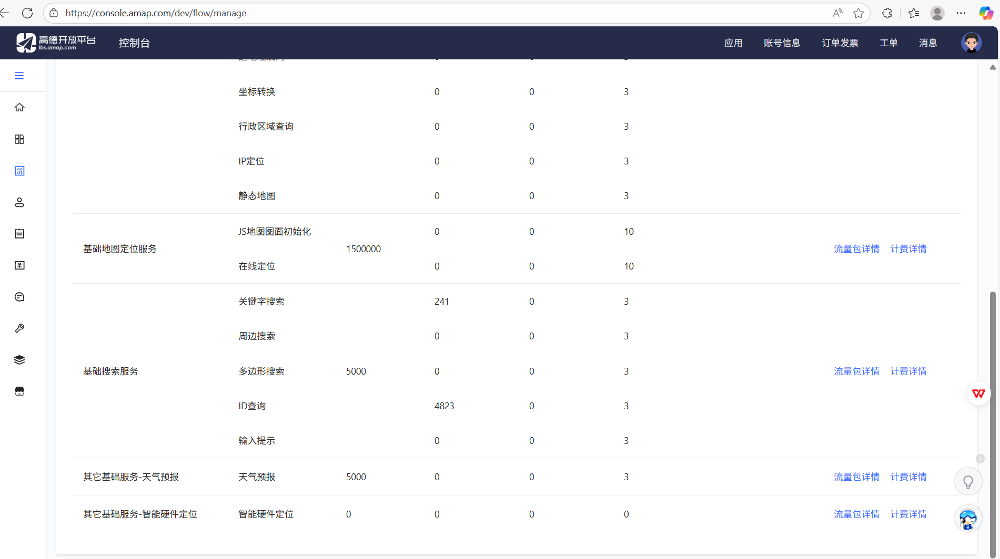 https://console.amap.com/dev/flow/manage
高德开放平台
lbs.amap.com
控制台
应用 账号信息 订单发票 工单 消息
坐标转换 0 0 3
行政区域查询 0 0 3
IP定位 0 0 3
静态地图 0 0 3
JS地图图面初始化 0 0 10
基础地图定位服务 1500000 流量包详情 计费详情
在线定位 0 0 10
关键字搜索 241 0 3
周边搜索 0 0 3
基础搜索服务 多边形搜索 5000 0 0 3 流量包详情 计费详情
ID查询 4823 0 3
输入提示 0 0 3
其它基础服务-天气预报 天气预报 5000 0 0 3 流量包详情 计费详情
其它基础服务-智能硬件定位 智能硬件定位 0 0 0 0 流量包详情 计费详情